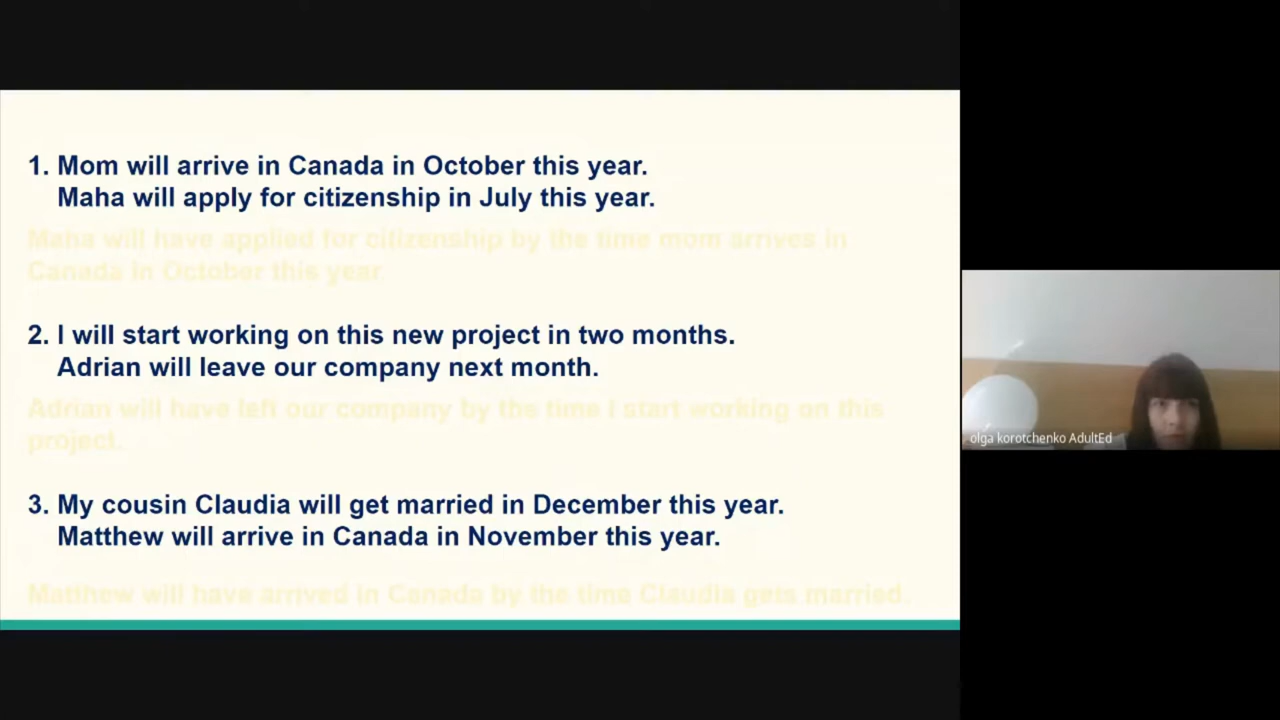 1. Mom will arrive in Canada in October this year.
Maha will apply for citizenship in July this year.
Maha will have applied for citizenship by the time mom arrives in
Canada in October this year.
2. I will start working on this new project in two months.
Adrian will leave our company next month.
Adrian will have left our company by the time I start working on this
project.
3. My cousin Claudia will get married in December this year.
Matthew will arrive in Canada in November this year.
Matthew will have arrived in Canada by the time Claudia gets married.
olga korotchenko AdultEd